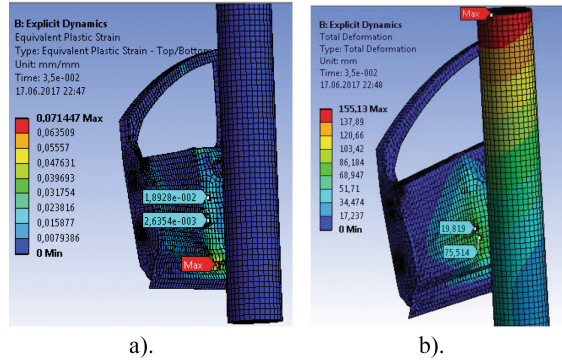 B: Explicit Dynamics
Equivalent Plastic Strain
Type: Equivalent Plastic Strain - Top/Bottom
Unit: mm/mm
Time: 3,5e-002
17.06.2017 22:47
0,071447 Max
0,063509
0,05557
0,047631
0,039693
0,031754
0,023816
0,015877
0,0079386
0 Min
1,8928e-002
2,6354e-003
Max
a).
B: Explicit Dynamics
Total Deformation
Type: Total Deformation
Unit: mm
Time: 3,5e-002
17.06.2017 22:48
155,13 Max
137,89
120,66
103,42
86,184
68,947
51,71
34,474
17,237
0 Min
Max
19,819
75,514
b).